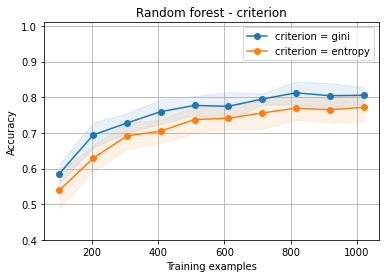 Random forest - criterion
criterion = gini
criterion = entropy
1.0
0.9
0.8
0.7
0.6
0.5
0.4
Accuracy
200 400 600 800 1000
Training examples